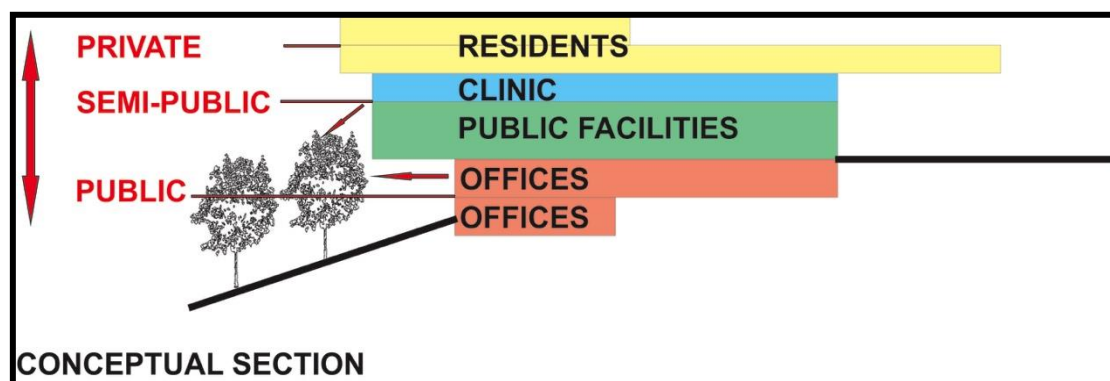 PRIVATE
RESIDENTS
SEMI-PUBLIC
CLINIC
PUBLIC FACILITIES
PUBLIC
OFFICES
OFFICES
CONCEPTUAL SECTION